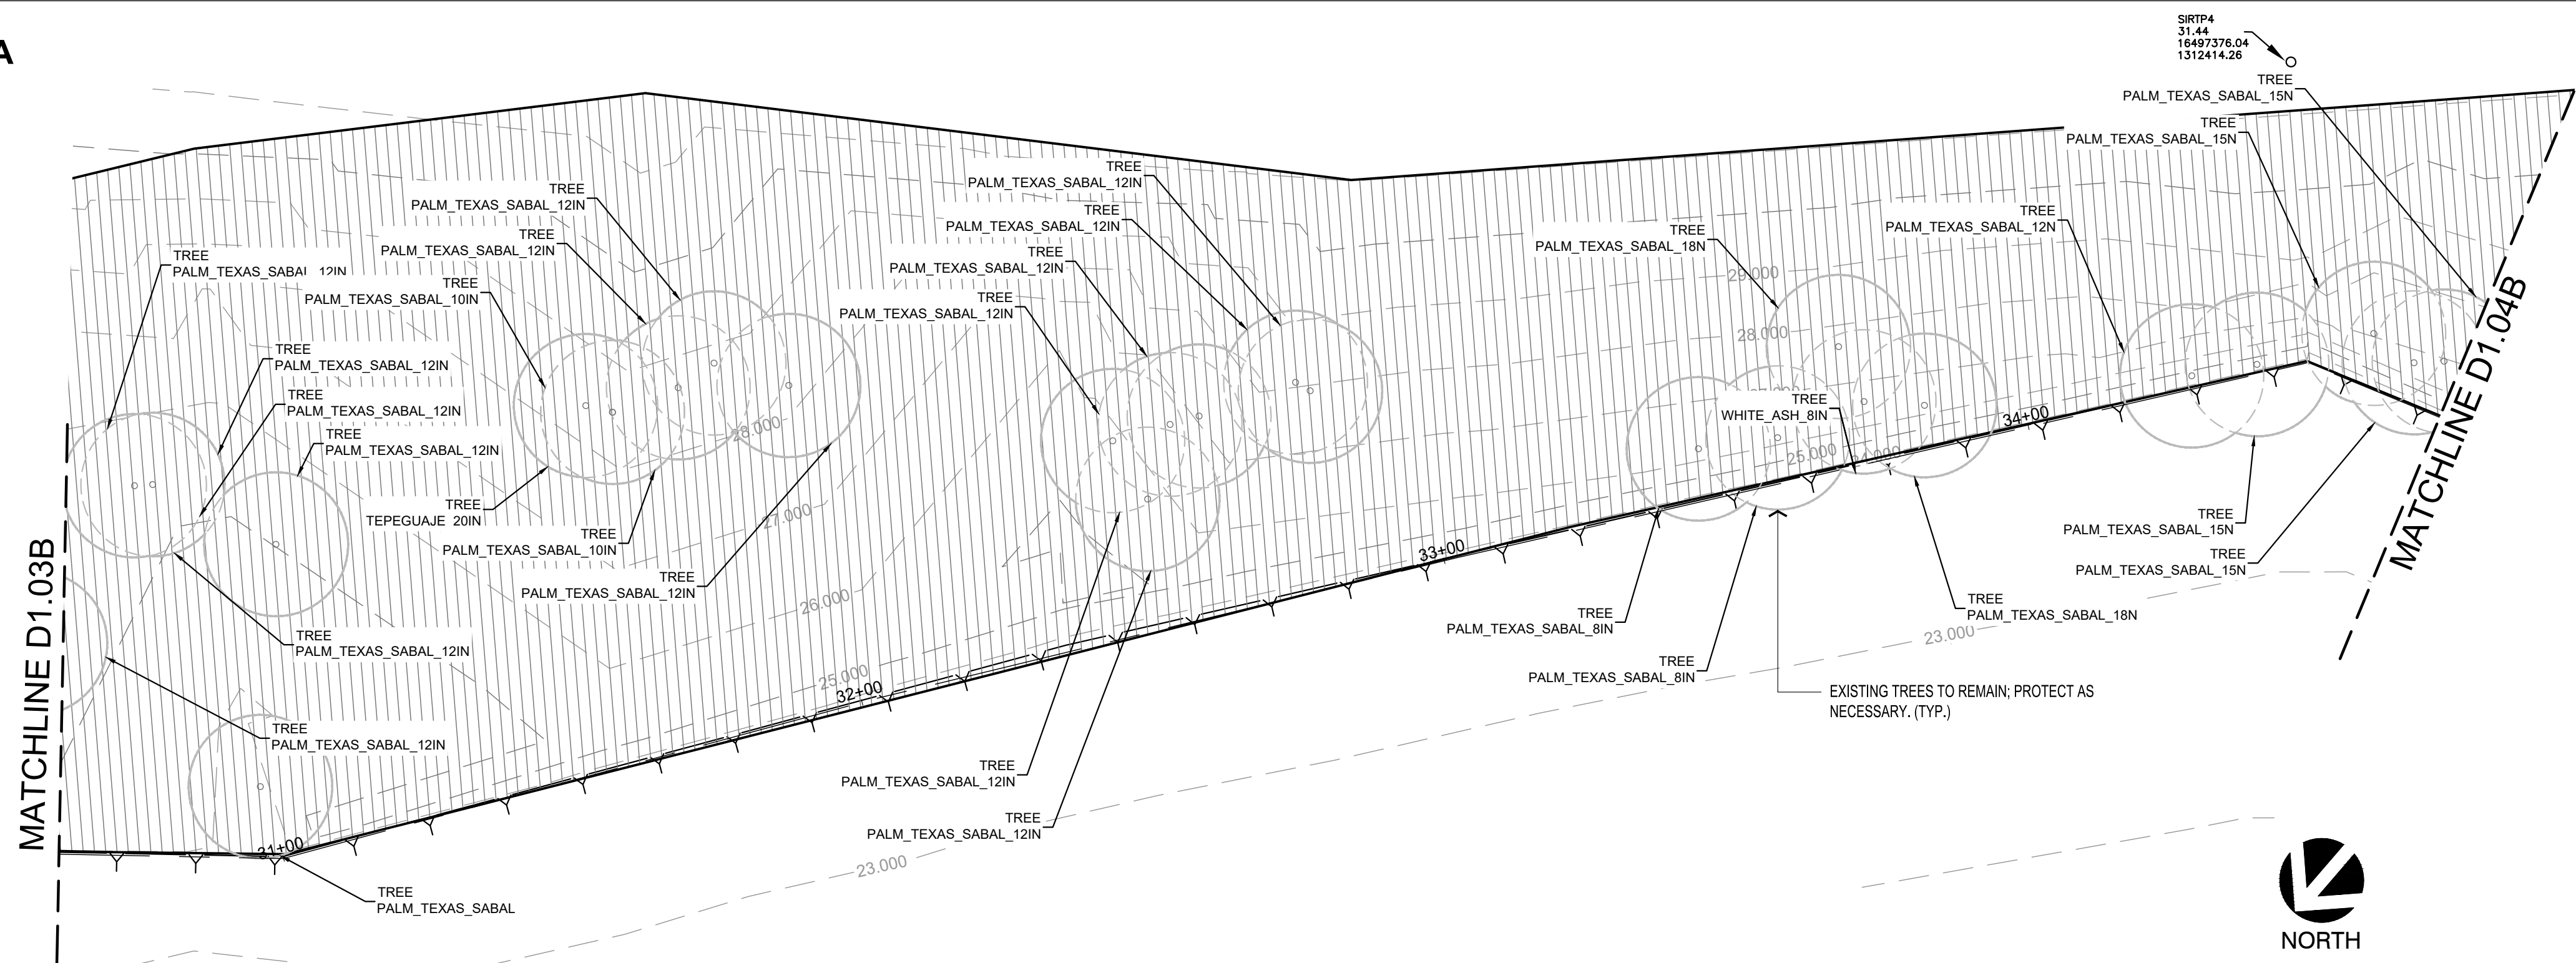 A
SIRTP4
31.44
16497376.04
1312414.26
TREE
PALM_TEXAS_SABAL_15N
TREE
PALM_TEXAS_SABAL_15N
TREE
PALM_TEXAS_SABAL_12IN
TREE
PALM_TEXAS_SABAL_12IN
TREE
PALM_TEXAS_SABAL_12IN
TREE
PALM_TEXAS_SABAL_12N
TREE
PALM_TEXAS_SABAL_18N
TREE
PALM_TEXAS_SABAL_12IN
TREE
PALM_TEXAS_SABAL_12IN
TREE
PALM_TEXAS_SABAL_12IN
29.000
TREE
PALM_TEXAS_SABAL_10IN
TREE
PALM_TEXAS_SABAL_12IN
28.000
TREE
PALM_TEXAS_SABAL_12IN
TREE
PALM_TEXAS_SABAL_12IN
TREE
WHITE_ASH_8IN
34+00
28.000
TREE
PALM_TEXAS_SABAL_12IN
25.000
TREE
TEPEGUAJE_20IN
27.000
TREE
PALM_TEXAS_SABAL_15N
TREE
PALM_TEXAS_SABAL_10IN
33+00
TREE
PALM_TEXAS_SABAL_15N
TREE
PALM_TEXAS_SABAL_12IN
26.000
TREE
PALM_TEXAS_SABAL_8IN
TREE
PALM_TEXAS_SABAL_18N
23.000
TREE
PALM_TEXAS_SABAL_12IN
25.000
32+00
TREE
PALM_TEXAS_SABAL_8IN
EXISTING TREES TO REMAIN; PROTECT AS
NECESSARY. (TYP.)
TREE
PALM_TEXAS_SABAL_12IN
TREE
PALM_TEXAS_SABAL_12IN
TREE
PALM_TEXAS_SABAL_12IN
31+00
23.000
TREE
PALM_TEXAS_SABAL
MATCHLINE D1.03B
MATCHLINE D1.04B
NORTH